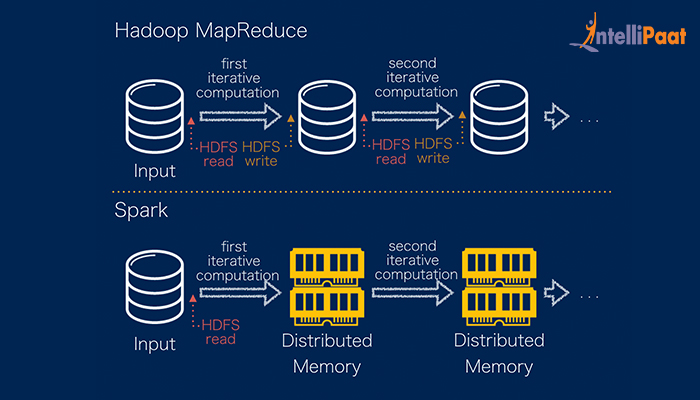 Hadoop MapReduce
IntelliPaat
first
iterative
computation
second
iterative
computation
...
HDFS
read
HDFS
write
HDFS
read
HDFS
write
Input
Spark
first
iterative
computation
second
iterative
computation
...
HDFS
read
Input
Distributed
Memory
Distributed
Memory